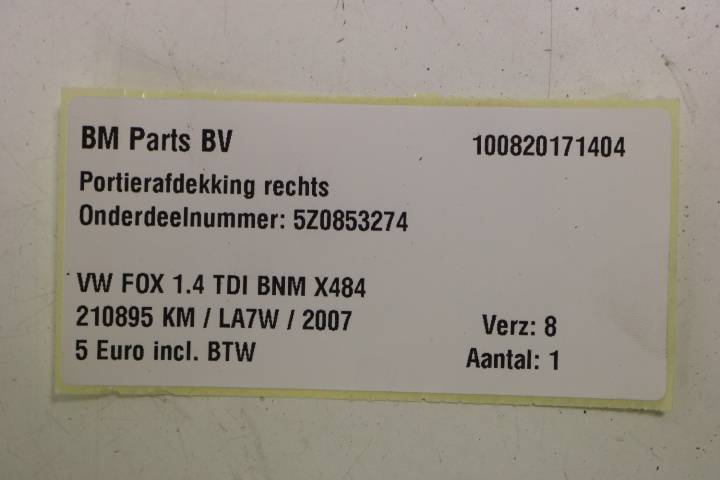 BM Parts BV 100820171404
Portierafdekking rechts
Onderdeelnummer: 5Z0853274
VW FOX 1.4 TDI BNM X484
210895 KM / LA7W / 2007 Verz: 8
5 Euro incl. BTW Aantal: 1